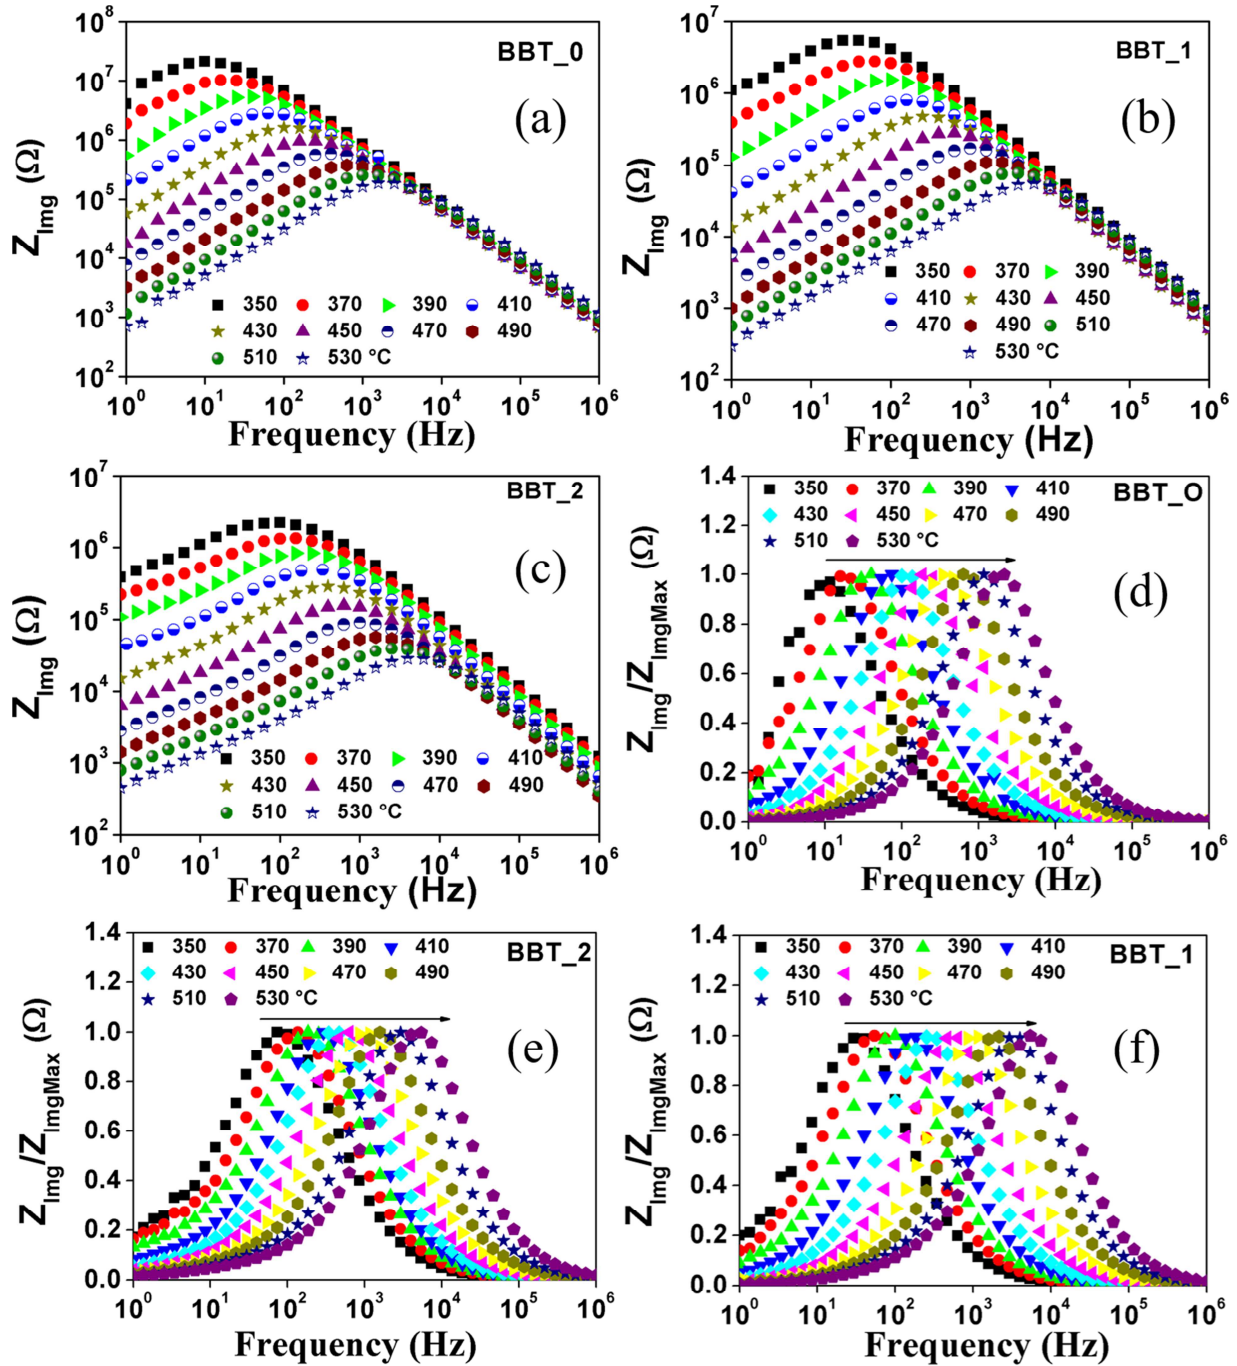 BBT_0
(a)
Z_Img (Ω)
10^8
10^7
10^6
10^5
10^4
10^3
10^2
350 370 390 410
430 450 470 490
510 530 °C
10^0 10^1 10^2 10^3 10^4 10^5 10^6
Frequency (Hz)
BBT_1
(b)
Z_Img (Ω)
10^7
10^6
10^5
10^4
10^3
10^2
350 370 390
410 430 450
470 490 510
530 °C
10^0 10^1 10^2 10^3 10^4 10^5 10^6
Frequency (Hz)
BBT_2
(c)
Z_Img (Ω)
10^7
10^6
10^5
10^4
10^3
10^2
350 370 390 410
430 450 470 490
510 530 °C
10^0 10^1 10^2 10^3 10^4 10^5 10^6
Frequency (Hz)
350 370 390 410 BBT_O
430 450 470 490
510 530 °C
(d)
Z_Img/Z_ImgMax (Ω)
1.4
1.2
1.0
0.8
0.6
0.4
0.2
0.0
10^0 10^1 10^2 10^3 10^4 10^5 10^6
Frequency (Hz)
350 370 390 410 BBT_2
430 450 470 490
510 530 °C
(e)
Z_Img/Z_ImgMax (Ω)
1.4
1.2
1.0
0.8
0.6
0.4
0.2
0.0
10^0 10^1 10^2 10^3 10^4 10^5 10^6
Frequency (Hz)
350 370 390 410 BBT_1
430 450 470 490
510 530 °C
(f)
Z_Img/Z_ImgMax (Ω)
1.4
1.2
1.0
0.8
0.6
0.4
0.2
0.0
10^0 10^1 10^2 10^3 10^4 10^5 10^6
Frequency (Hz)